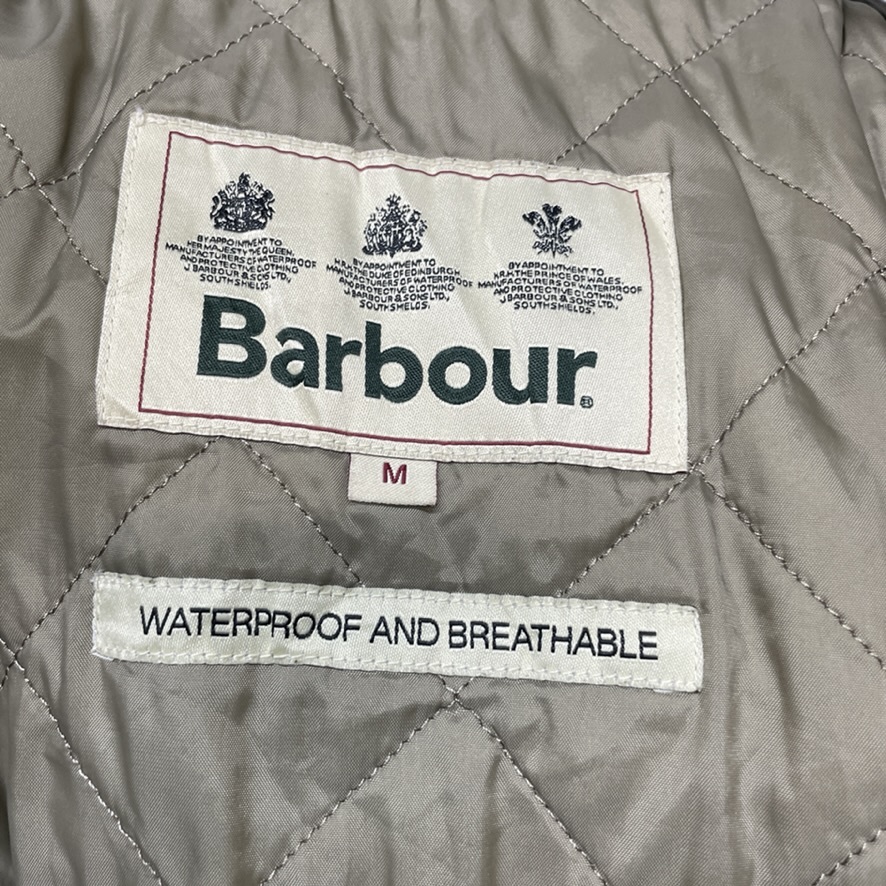 BY APPOINTMENT TO
HER MAJESTY THE QUEEN.
MANUFACTURERS OF WATERPROOF
AND PROTECTIVE CLOTHING
J BARBOUR & SONS LTD.,
SOUTH SHIELDS.
BY APPOINTMENT TO
H.R.H. THE DUKE OF EDINBURGH
MANUFACTURERS OF WATERPROOF
AND PROTECTIVE CLOTHING
J BARBOUR & SONS LTD.,
SOUTH SHIELDS.
BY APPOINTMENT TO
H.R.H. THE PRINCE OF WALES.
MANUFACTURERS OF WATERPROOF
AND PROTECTIVE CLOTHING
J BARBOUR & SONS LTD.,
SOUTH SHIELDS.
Barbour®
M
WATERPROOF AND BREATHABLE